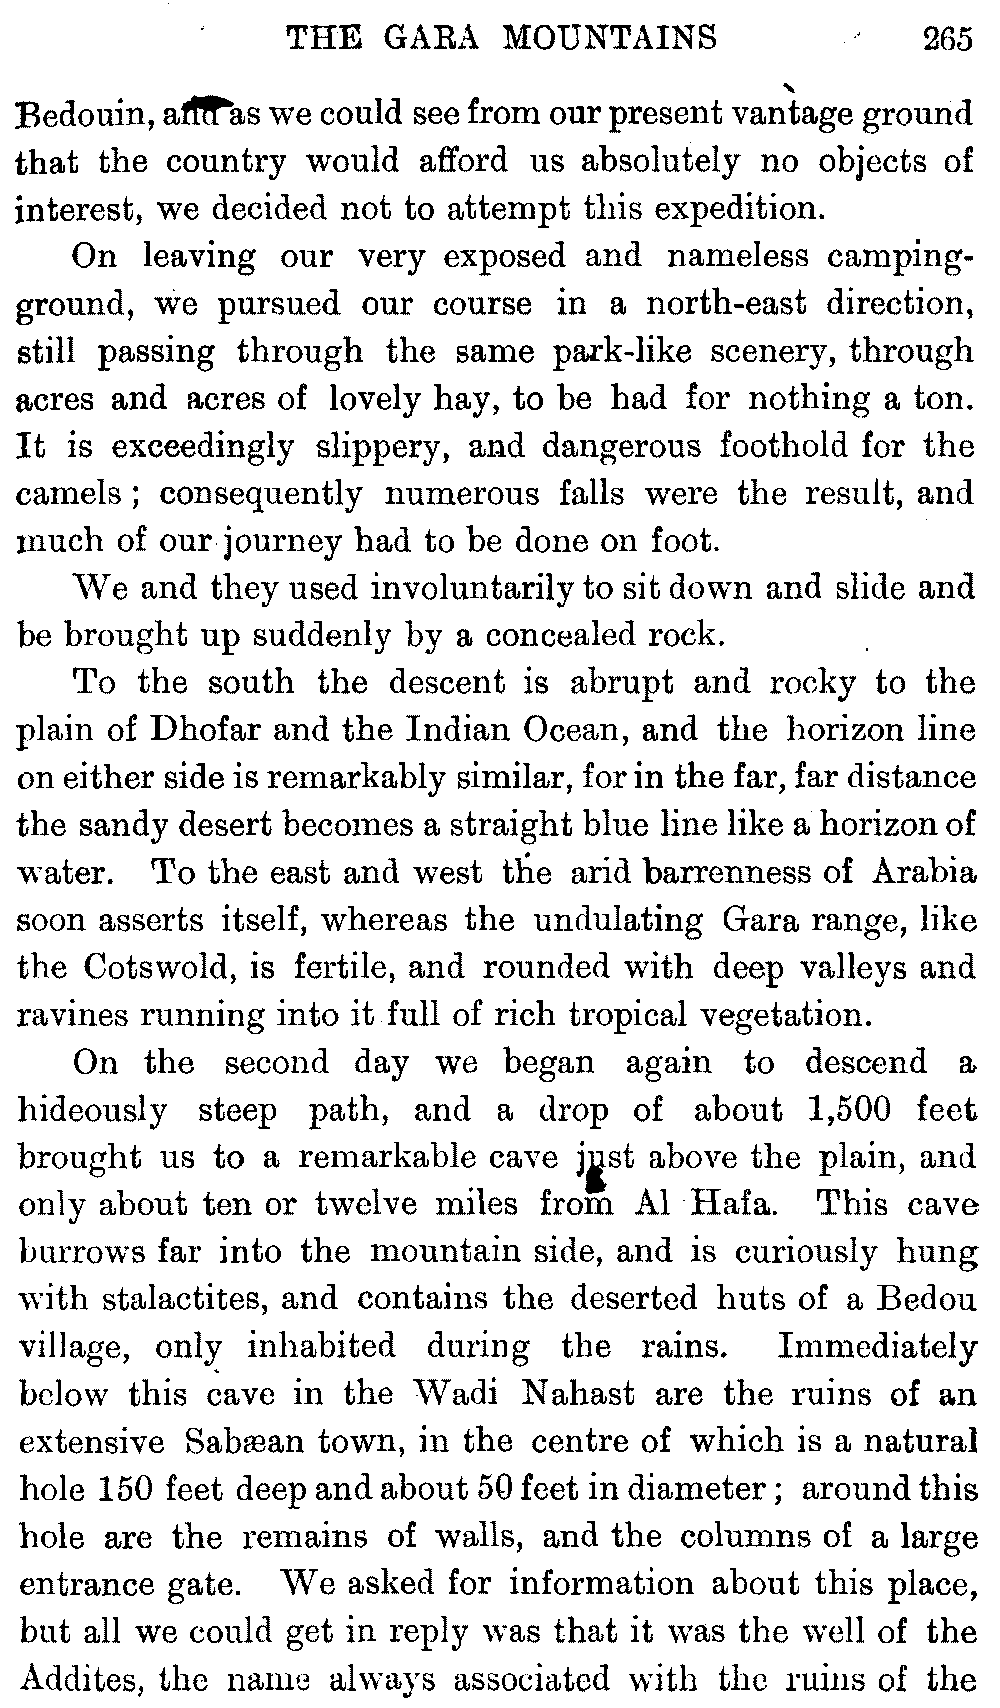 THE GARA MOUNTAINS 265
Bedouin, and as we could see from our present vantage ground
that the country would afford us absolutely no objects of
interest, we decided not to attempt this expedition.
On leaving our very exposed and nameless camping-
ground, we pursued our course in a north-east direction,
still passing through the same park-like scenery, through
acres and acres of lovely hay, to be had for nothing a ton.
It is exceedingly slippery, and dangerous foothold for the
camels ; consequently numerous falls were the result, and
much of our journey had to be done on foot.
We and they used involuntarily to sit down and slide and
be brought up suddenly by a concealed rock.
To the south the descent is abrupt and rocky to the
plain of Dhofar and the Indian Ocean, and the horizon line
on either side is remarkably similar, for in the far, far distance
the sandy desert becomes a straight blue line like a horizon of
water. To the east and west the arid barrenness of Arabia
soon asserts itself, whereas the undulating Gara range, like
the Cotswold, is fertile, and rounded with deep valleys and
ravines running into it full of rich tropical vegetation.
On the second day we began again to descend a
hideously steep path, and a drop of about 1,500 feet
brought us to a remarkable cave just above the plain, and
only about ten or twelve miles from Al Hafa. This cave
burrows far into the mountain side, and is curiously hung
with stalactites, and contains the deserted huts of a Bedou
village, only inhabited during the rains. Immediately
below this cave in the Wadi Nahast are the ruins of an
extensive Sabæan town, in the centre of which is a natural
hole 150 feet deep and about 50 feet in diameter ; around this
hole are the remains of walls, and the columns of a large
entrance gate. We asked for information about this place,
but all we could get in reply was that it was the well of the
Addites, the name always associated with the ruins of the